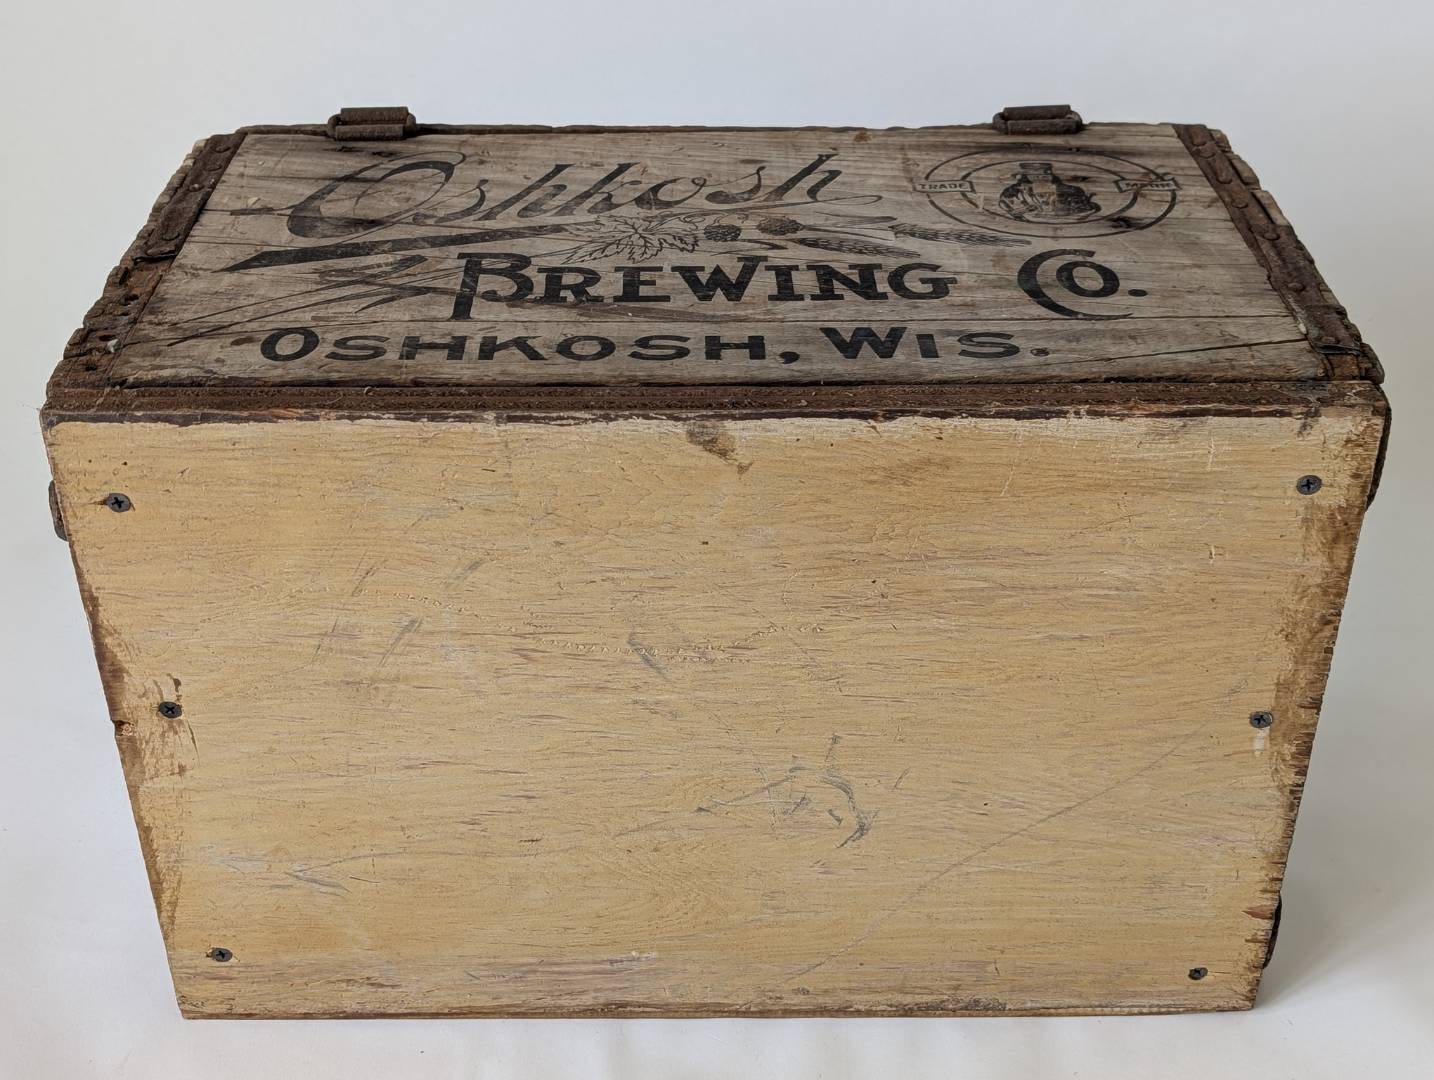 Oshkosh
TRADE MARK
BREWING CO.
OSHKOSH, WIS.